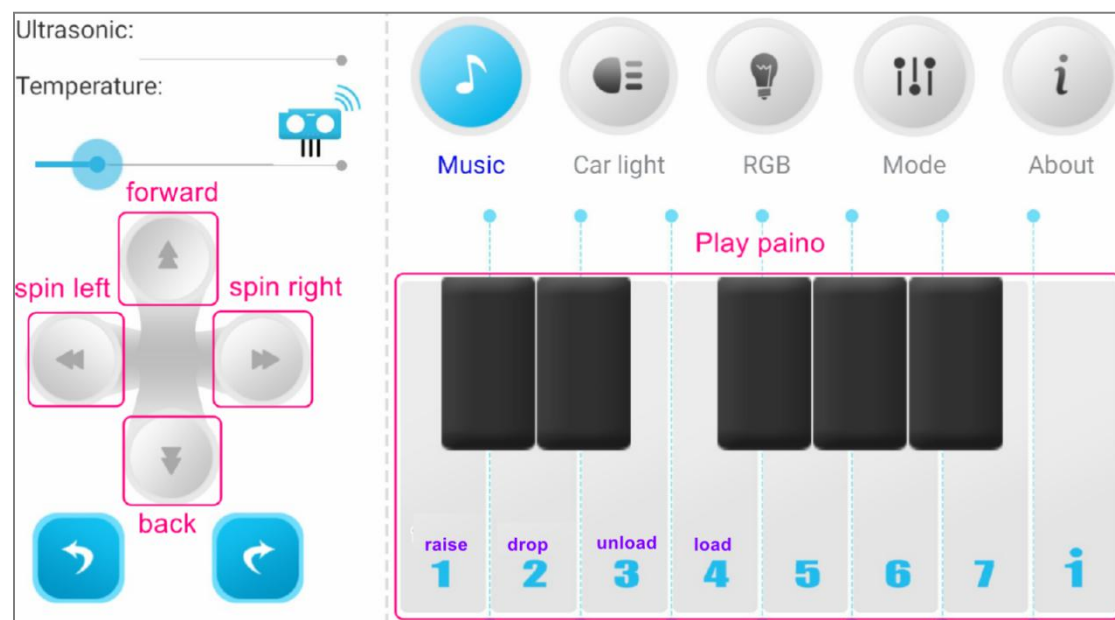 Ultrasonic:
Temperature:
forward
spin left
spin right
back
Music
Car light
RGB
Mode
i
About
Play paino
raise
drop
unload
load
1
2
3
4
5
6
7
i